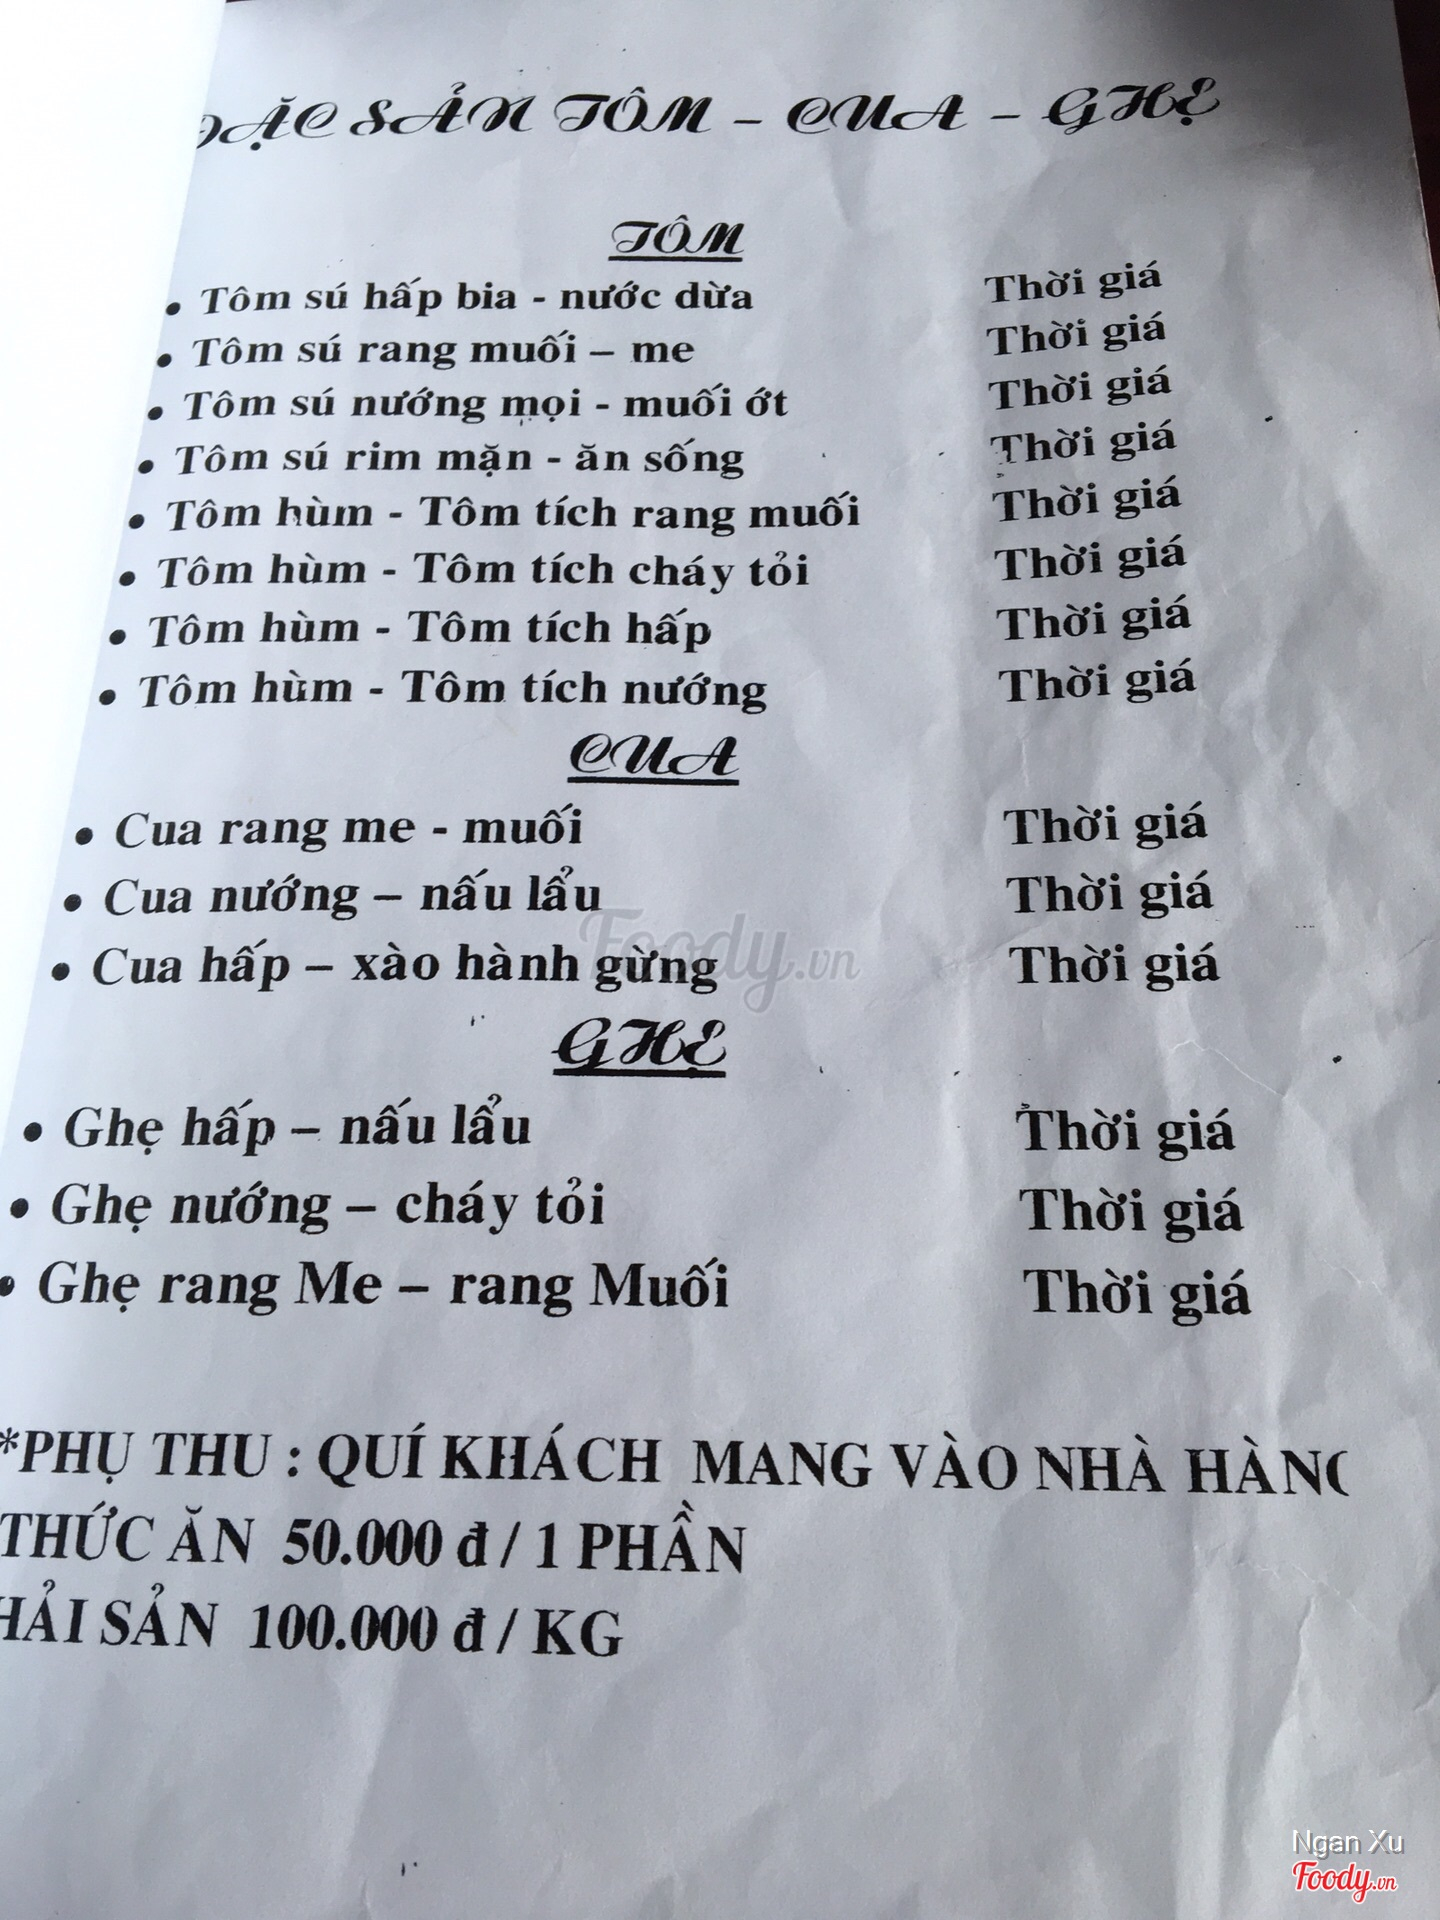 ĐẶC SẢN TÔM - CUA - GHẸ
TÔM
• Tôm sú hấp bia - nước dừa Thời giá
• Tôm sú rang muối – me Thời giá
• Tôm sú nướng mọi - muối ớt Thời giá
• Tôm sú rim mặn - ăn sống Thời giá
• Tôm hùm - Tôm tích rang muối Thời giá
• Tôm hùm - Tôm tích cháy tỏi Thời giá
• Tôm hùm - Tôm tích hấp Thời giá
• Tôm hùm - Tôm tích nướng Thời giá
CUA
• Cua rang me - muối Thời giá
• Cua nướng – nấu lẩu Thời giá
• Cua hấp – xào hành gừng Thời giá
Foody.vn
GHẸ
• Ghẹ hấp – nấu lẩu Thời giá
• Ghẹ nướng – cháy tỏi Thời giá
• Ghẹ rang Me – rang Muối Thời giá
*PHỤ THU : QUÍ KHÁCH MANG VÀO NHÀ HÀNG
THỨC ĂN 50.000 đ / 1 PHẦN
HẢI SẢN 100.000 đ / KG
Ngan Xu
Foody.vn